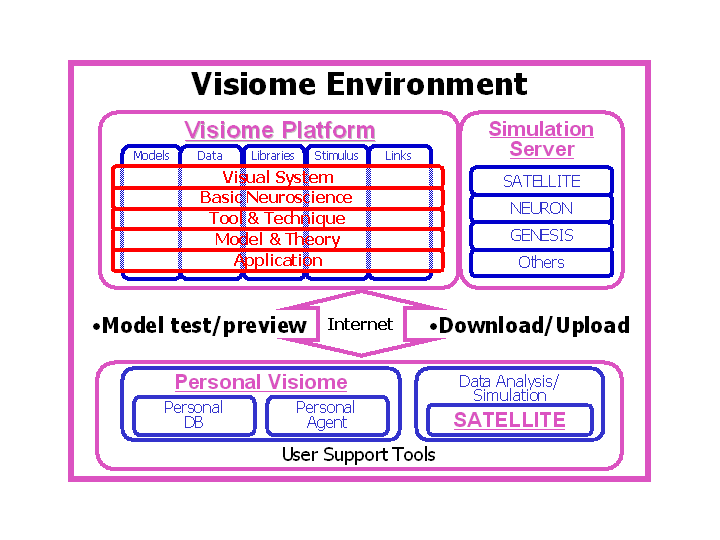 Visiome Environment
Visiome Platform
Models Data Libraries Stimulus Links
Visual System
Basic Neuroscience
Tool & Technique
Model & Theory
Application
Simulation
Server
SATELLITE
NEURON
GENESIS
Others
•Model test/preview
Internet
•Download/Upload
Personal Visiome
Personal
DB
Personal
Agent
Data Analysis/
Simulation
SATELLITE
User Support Tools